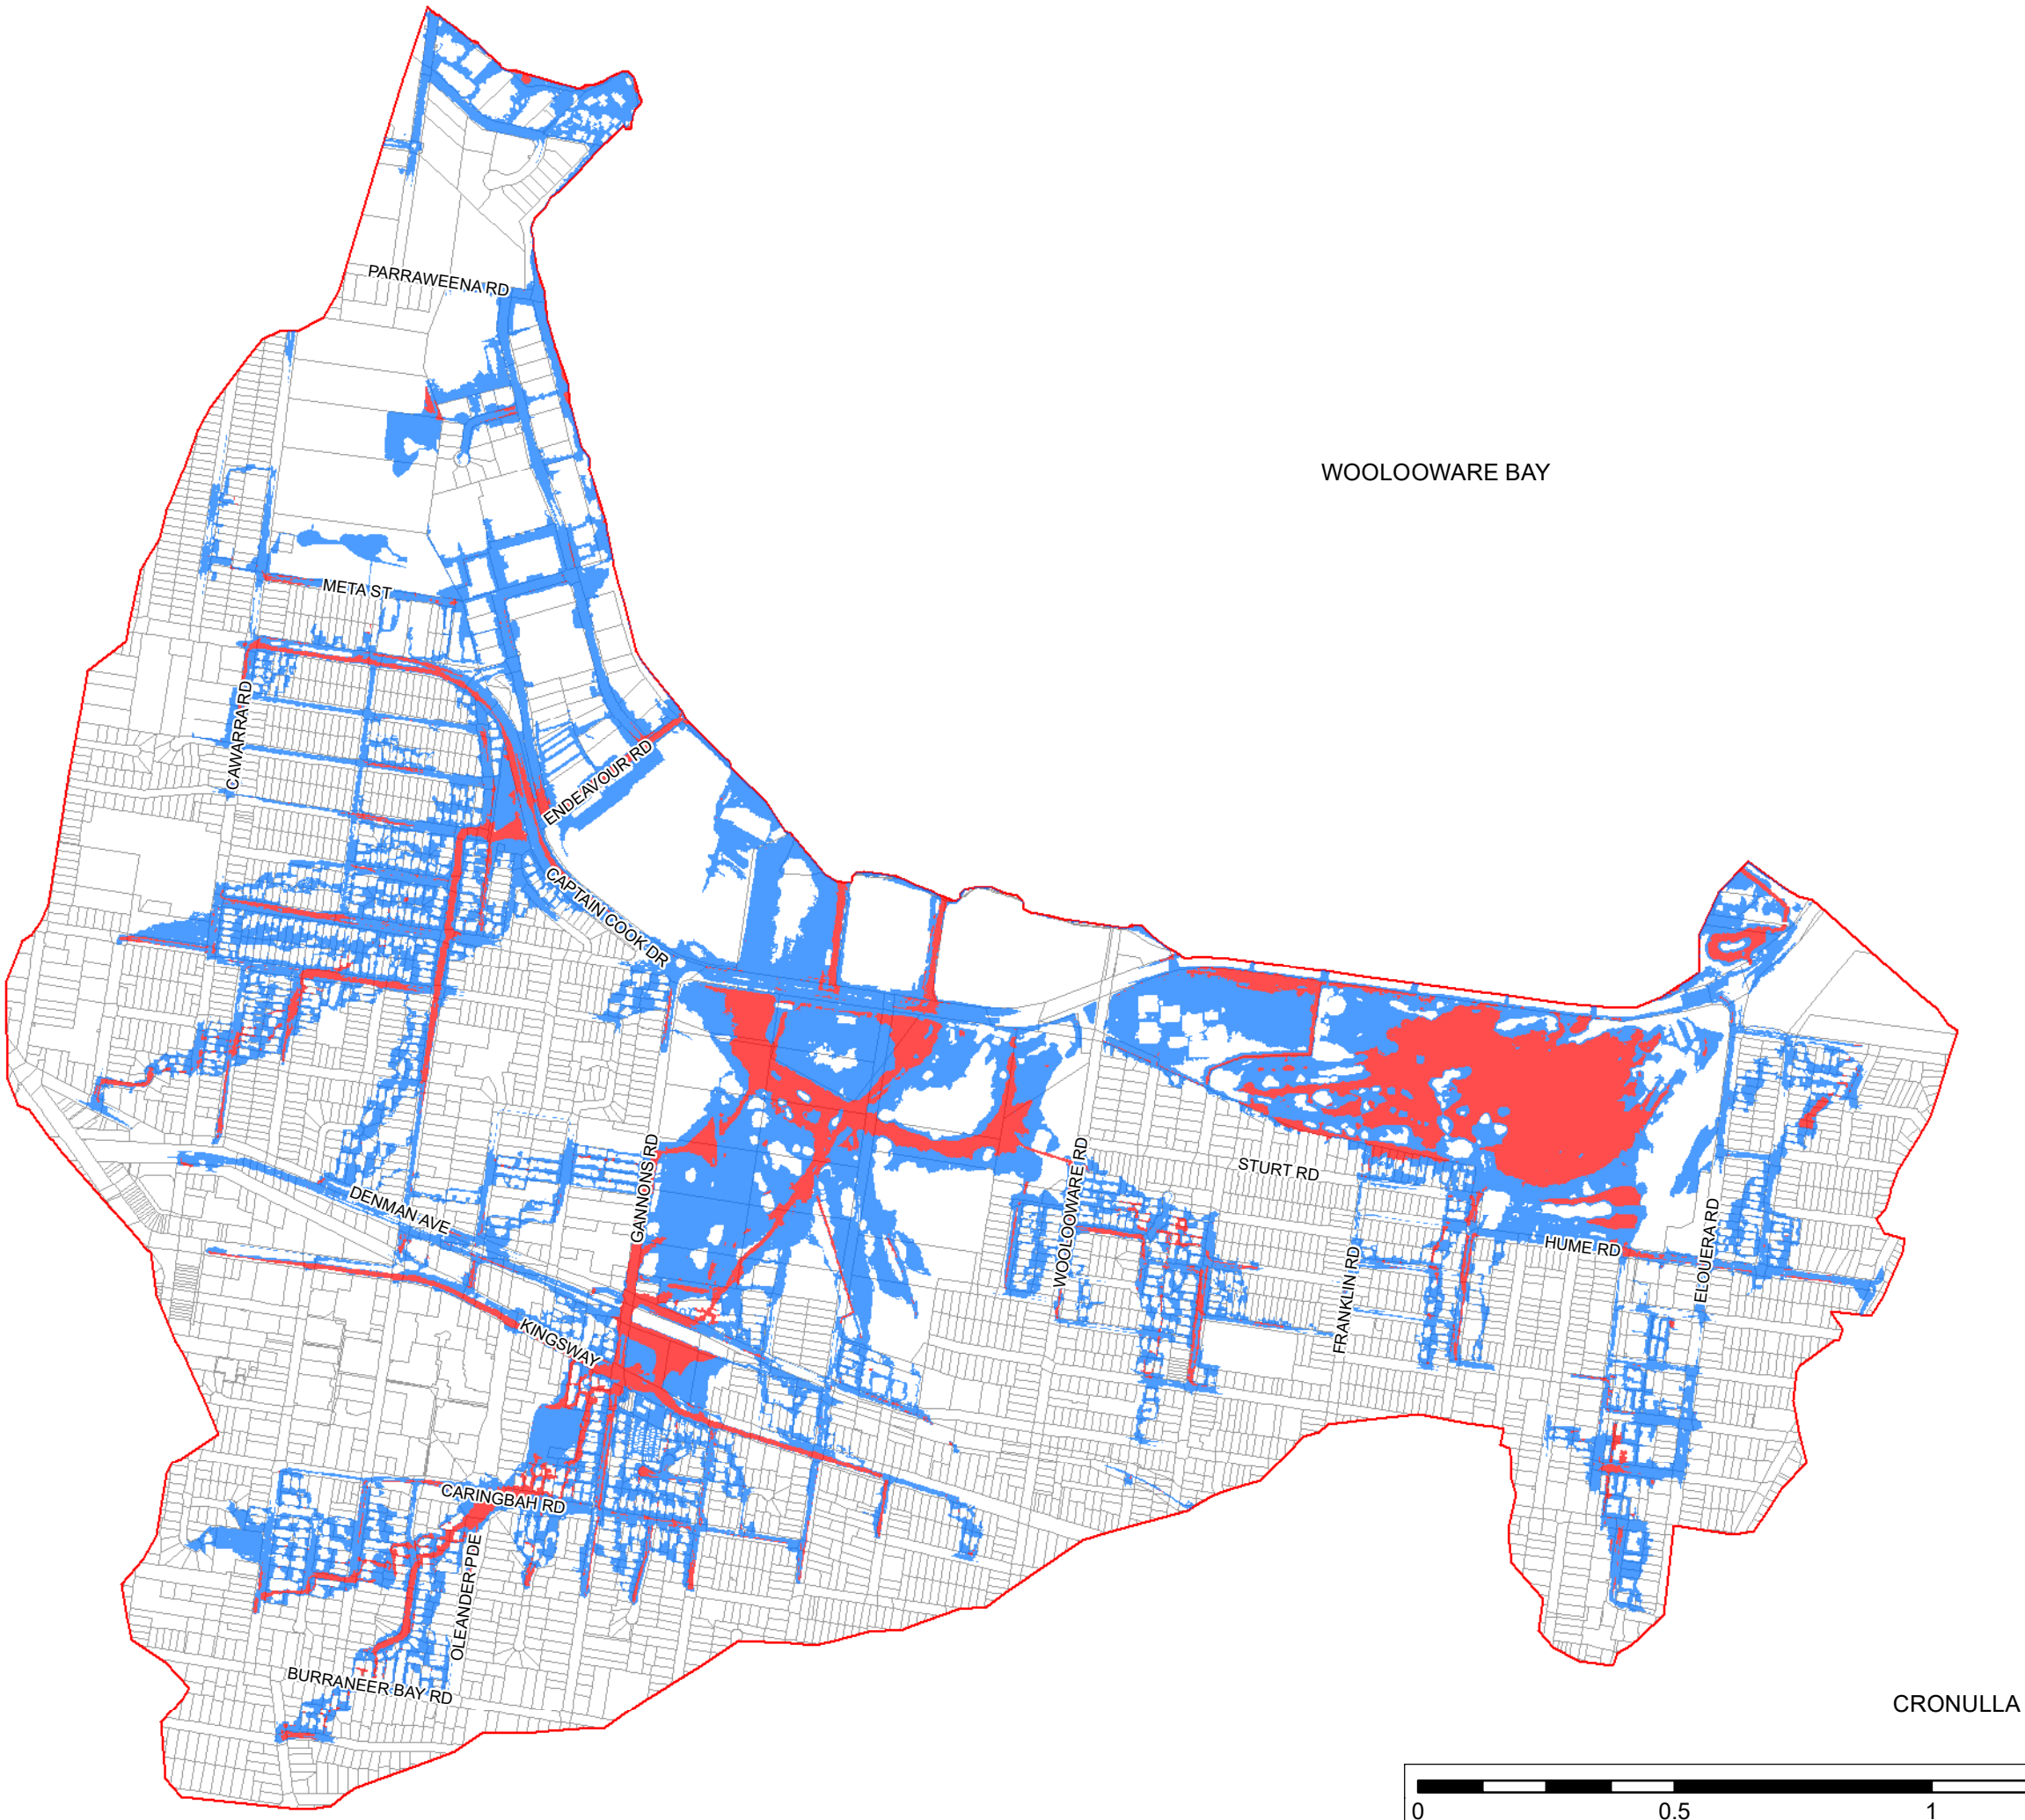 PARRAWEENA RD
WOOLOOWARE BAY
META ST
CAWARRA RD
ENDEAVOUR RD
CAPTAIN COOK DR
GANNONS RD
WOOLOOWARE RD
STURT RD
DENMAN AVE
HUME RD
ELOUERA RD
FRANKLIN RD
KINGSWAY
CARINGBAH RD
OLEANDER PDE
BURRANEER BAY RD
CRONULLA
0 0.5 1